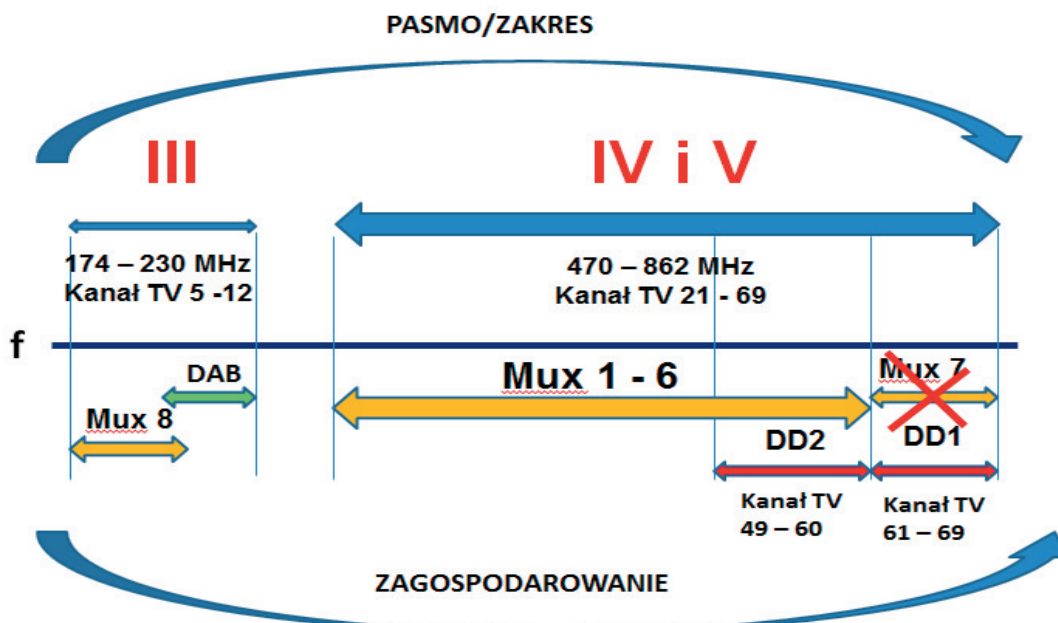 PASMO/ZAKRES
III
IV i V
174 – 230 MHz
Kanał TV 5 -12
470 – 862 MHz
Kanał TV 21 - 69
f
DAB
Mux 8
Mux 1 - 6
Mux 7
DD2
DD1
Kanał TV
49 – 60
Kanał TV
61 – 69
ZAGOSPODAROWANIE